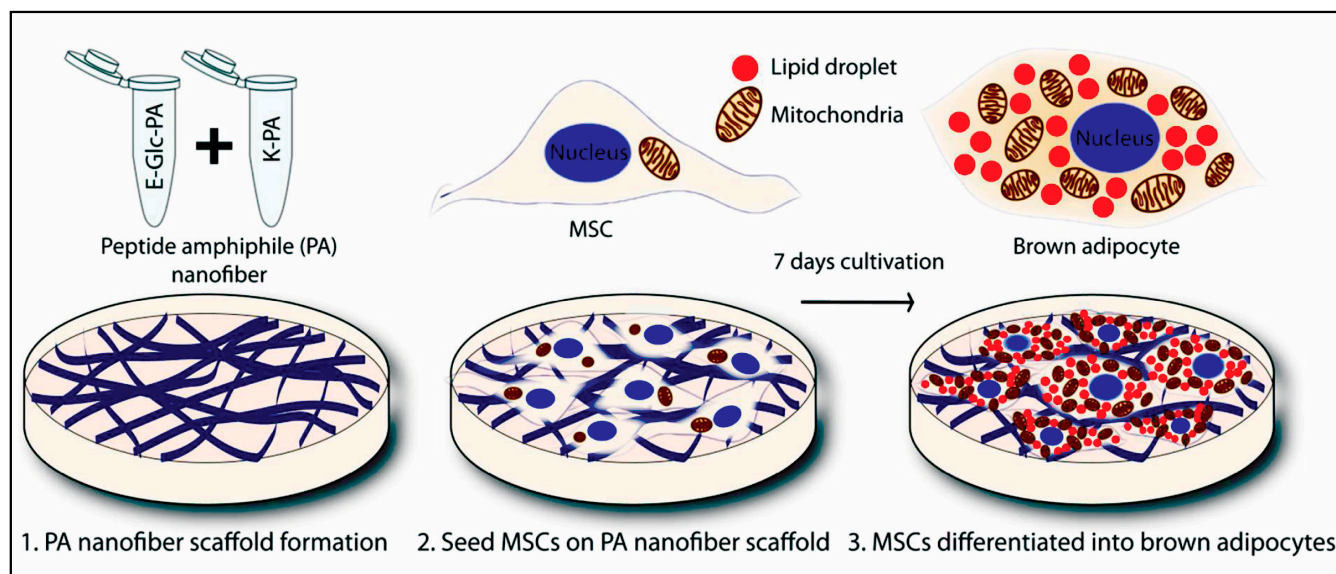 E-Glc-PA
+
K-PA
Peptide amphiphile (PA)
nanofiber
Nucleus
MSC
Lipid droplet
Mitochondria
Nucleus
Brown adipocyte
7 days cultivation
1. PA nanofiber scaffold formation
2. Seed MSCs on PA nanofiber scaffold
3. MSCs differentiated into brown adipocytes